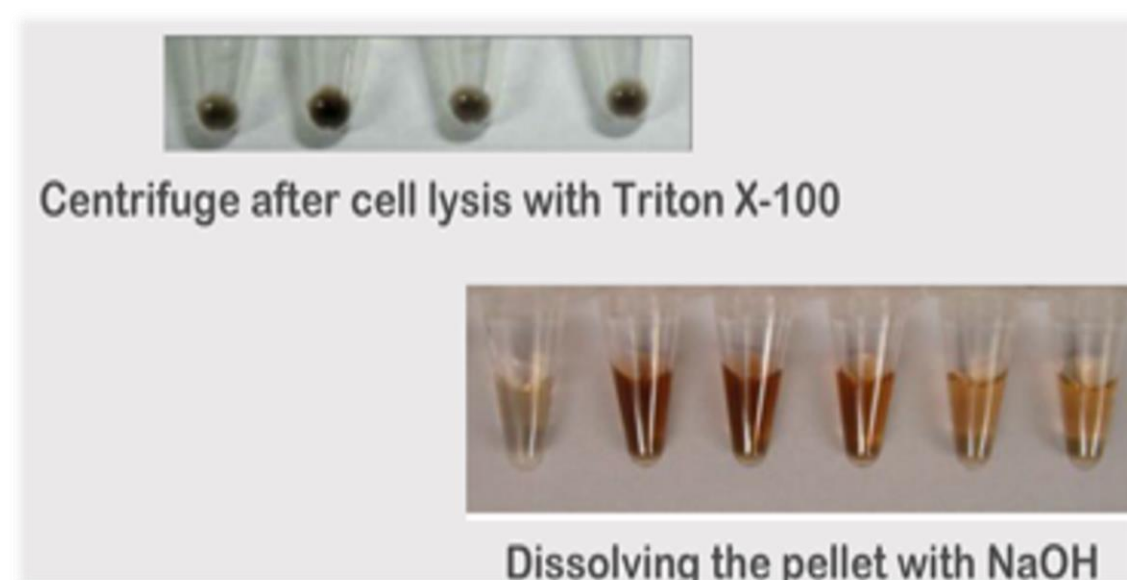 Centrifuge after cell lysis with Triton X-100
Dissolving the pellet with NaOH